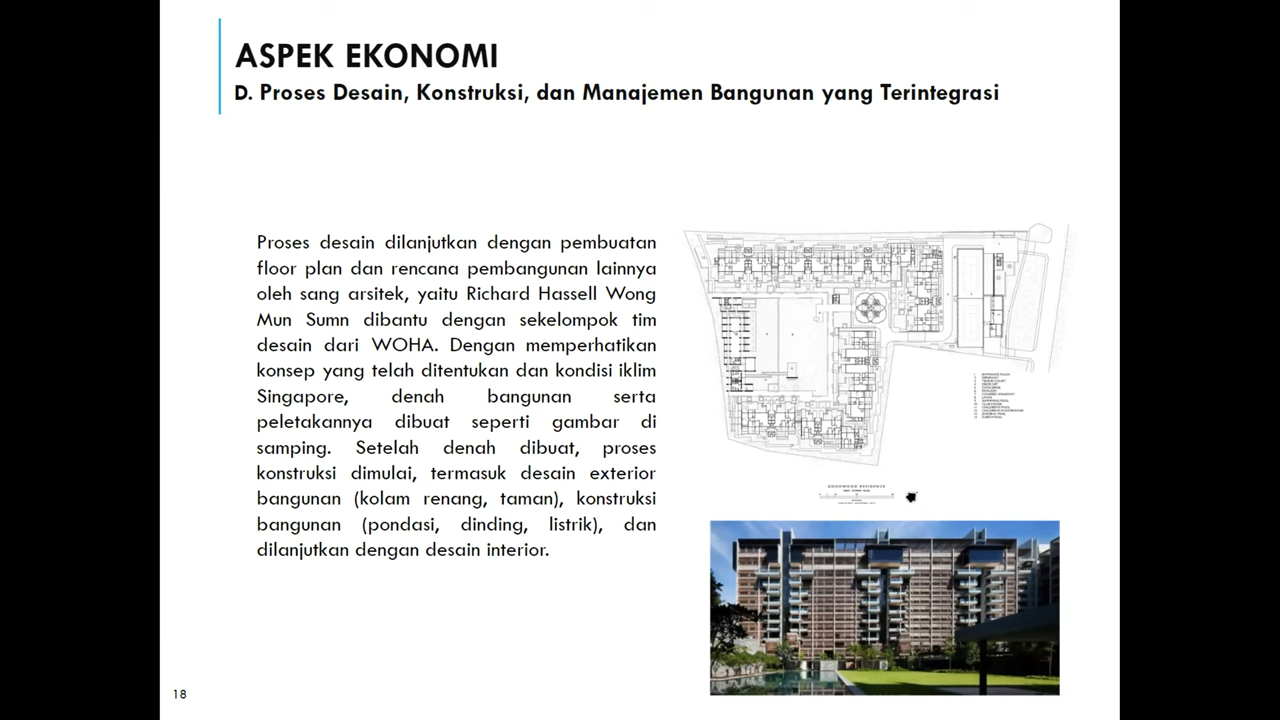 ASPEK EKONOMI
D. Proses Desain, Konstruksi, dan Manajemen Bangunan yang Terintegrasi
Proses desain dilanjutkan dengan pembuatan
floor plan dan rencana pembangunan lainnya
oleh sang arsitek, yaitu Richard Hassell Wong
Mun Sumn dibantu dengan sekelompok tim
desain dari WOHA. Dengan memperhatikan
konsep yang telah ditentukan dan kondisi iklim
Singapore, denah bangunan serta
peletakannya dibuat seperti gambar di
samping. Setelah denah dibuat, proses
konstruksi dimulai, termasuk desain exterior
bangunan (kolam renang, taman), konstruksi
bangunan (pondasi, dinding, listrik), dan
dilanjutkan dengan desain interior.
GOODWOOD RESIDENCE
18